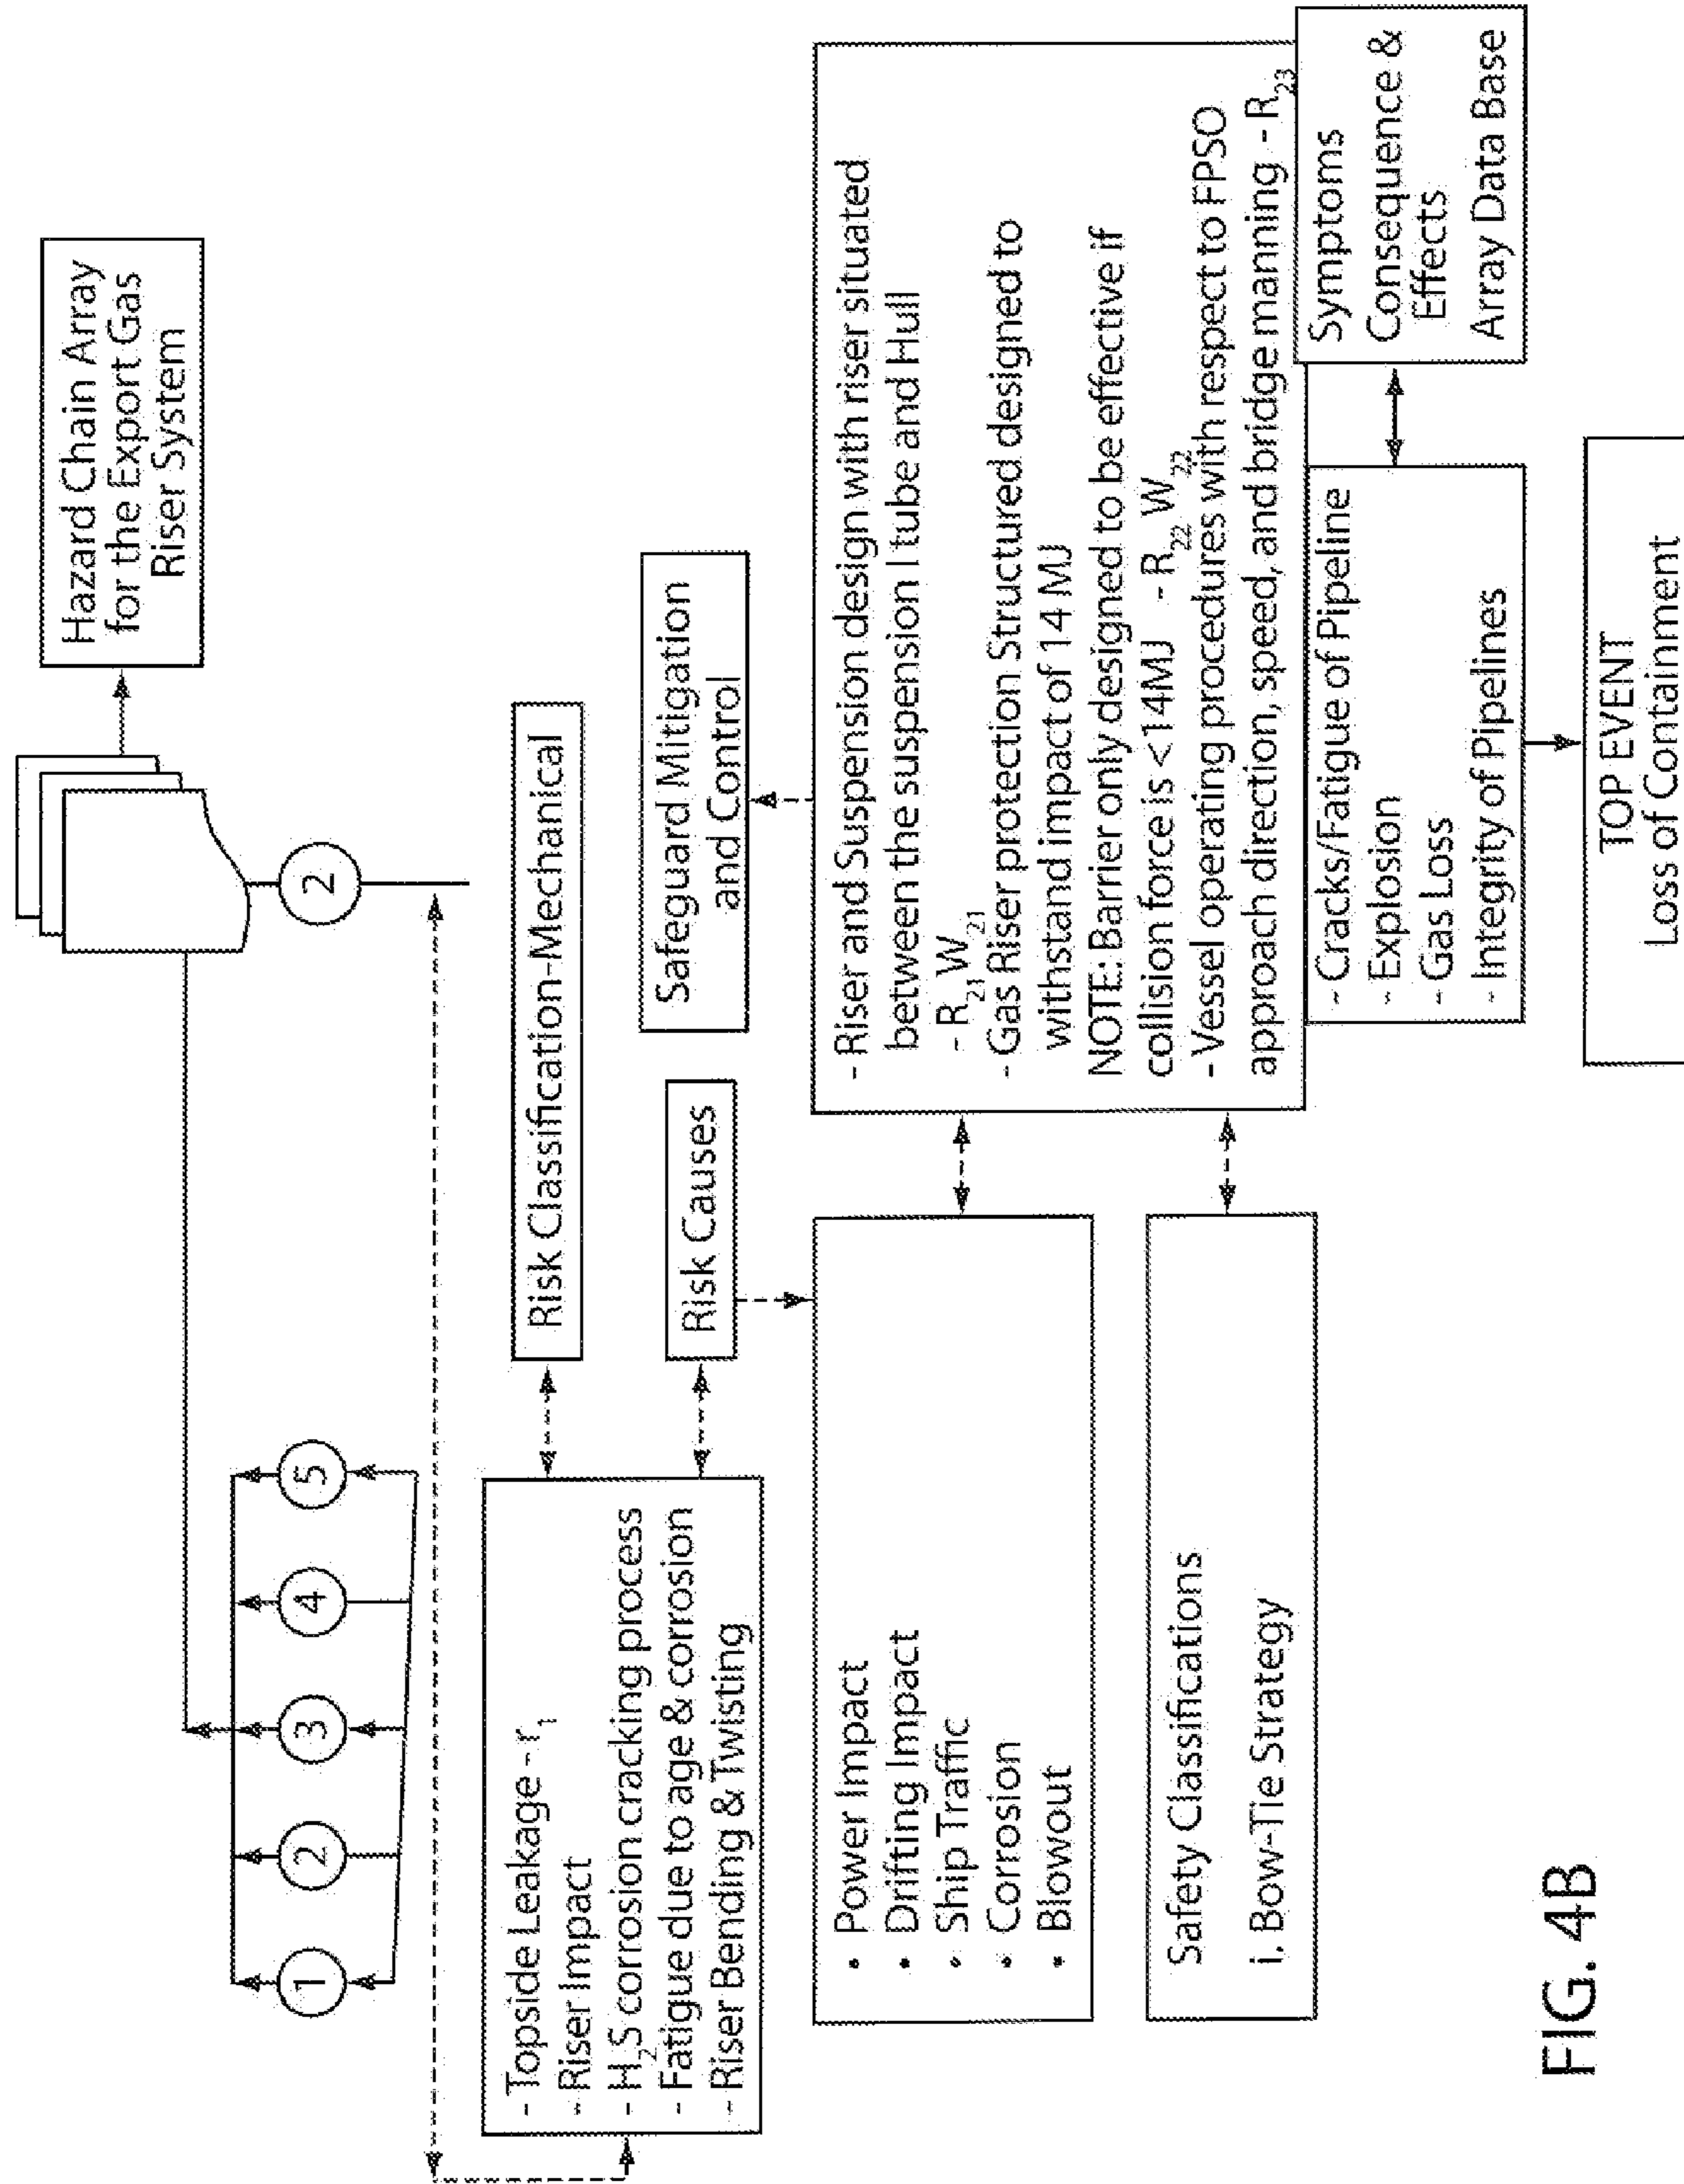 Hazard Chain Array
for the Export Gas
Riser System
1
2
3
4
5
2
- Topside Leakage - r₁
- Riser Impact
- H₂S corrosion cracking process
- Fatigue due to age & corrosion
- Riser Bending & Twisting
Risk Classification-Mechanical
Risk Causes
Safeguard Mitigation
and Control
• Power Impact
• Drifting Impact
• Ship Traffic
• Corrosion
• Blowout
- Riser and Suspension design with riser situated
between the suspension I tube and Hull
- R₂₁ W₂₁
- Gas Riser protection Structured designed to
withstand impact of 14 MJ
NOTE: Barrier only designed to be effective if
collision force is <14MJ - R₂₂ W₂₂
- Vessel operating procedures with respect to FPSO
approach direction, speed, and bridge manning - R₂₃
Safety Classifications
i. Bow-Tie Strategy
- Cracks/Fatigue of Pipeline
- Explosion
- Gas Loss
- Integrity of Pipelines
Symptoms
Consequence &
Effects
Array Data Base
TOP EVENT
Loss of Containment
FIG. 4B